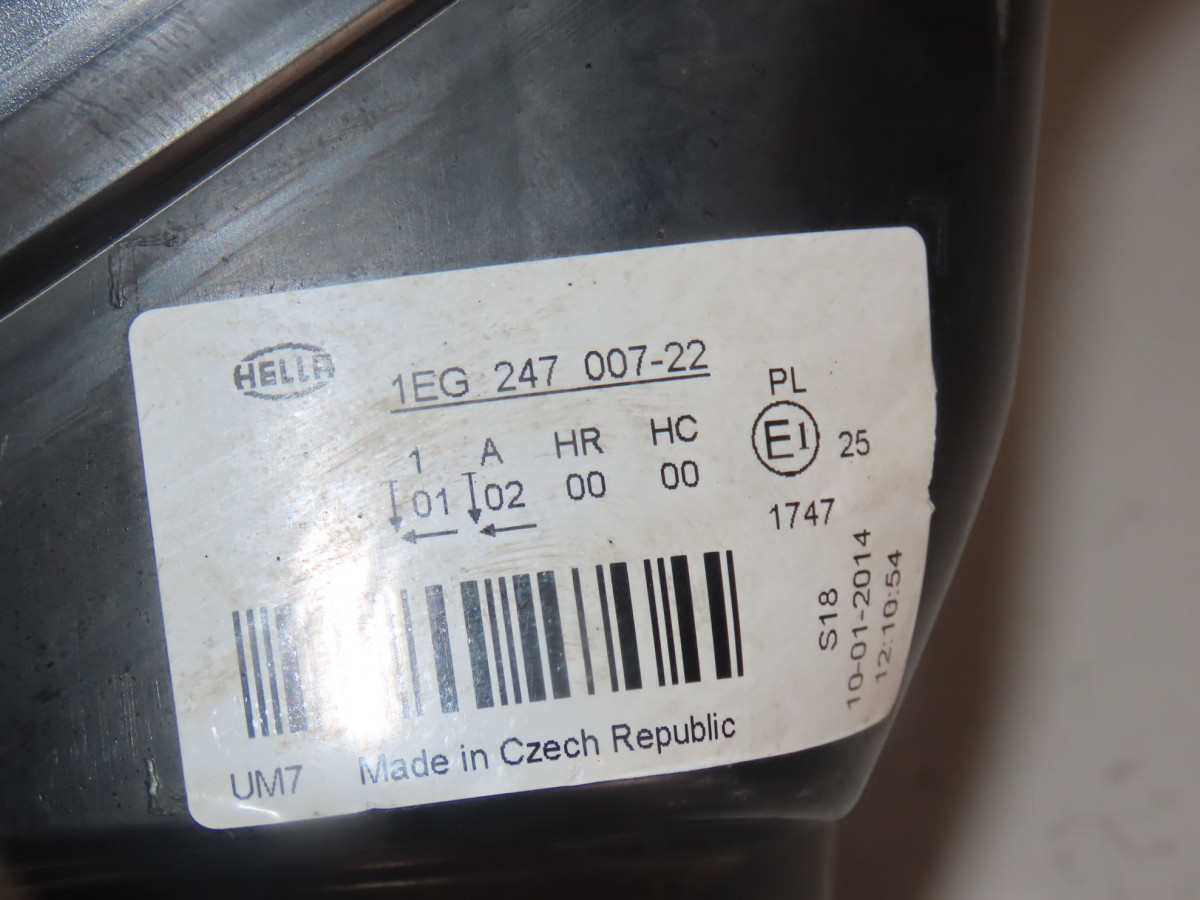 HELLA
1EG 247 007-22
1 A HR HC
01 02 00 00
PL
E1 25
1747
S18
10-01-2014
12:10:54
UM7 Made in Czech Republic